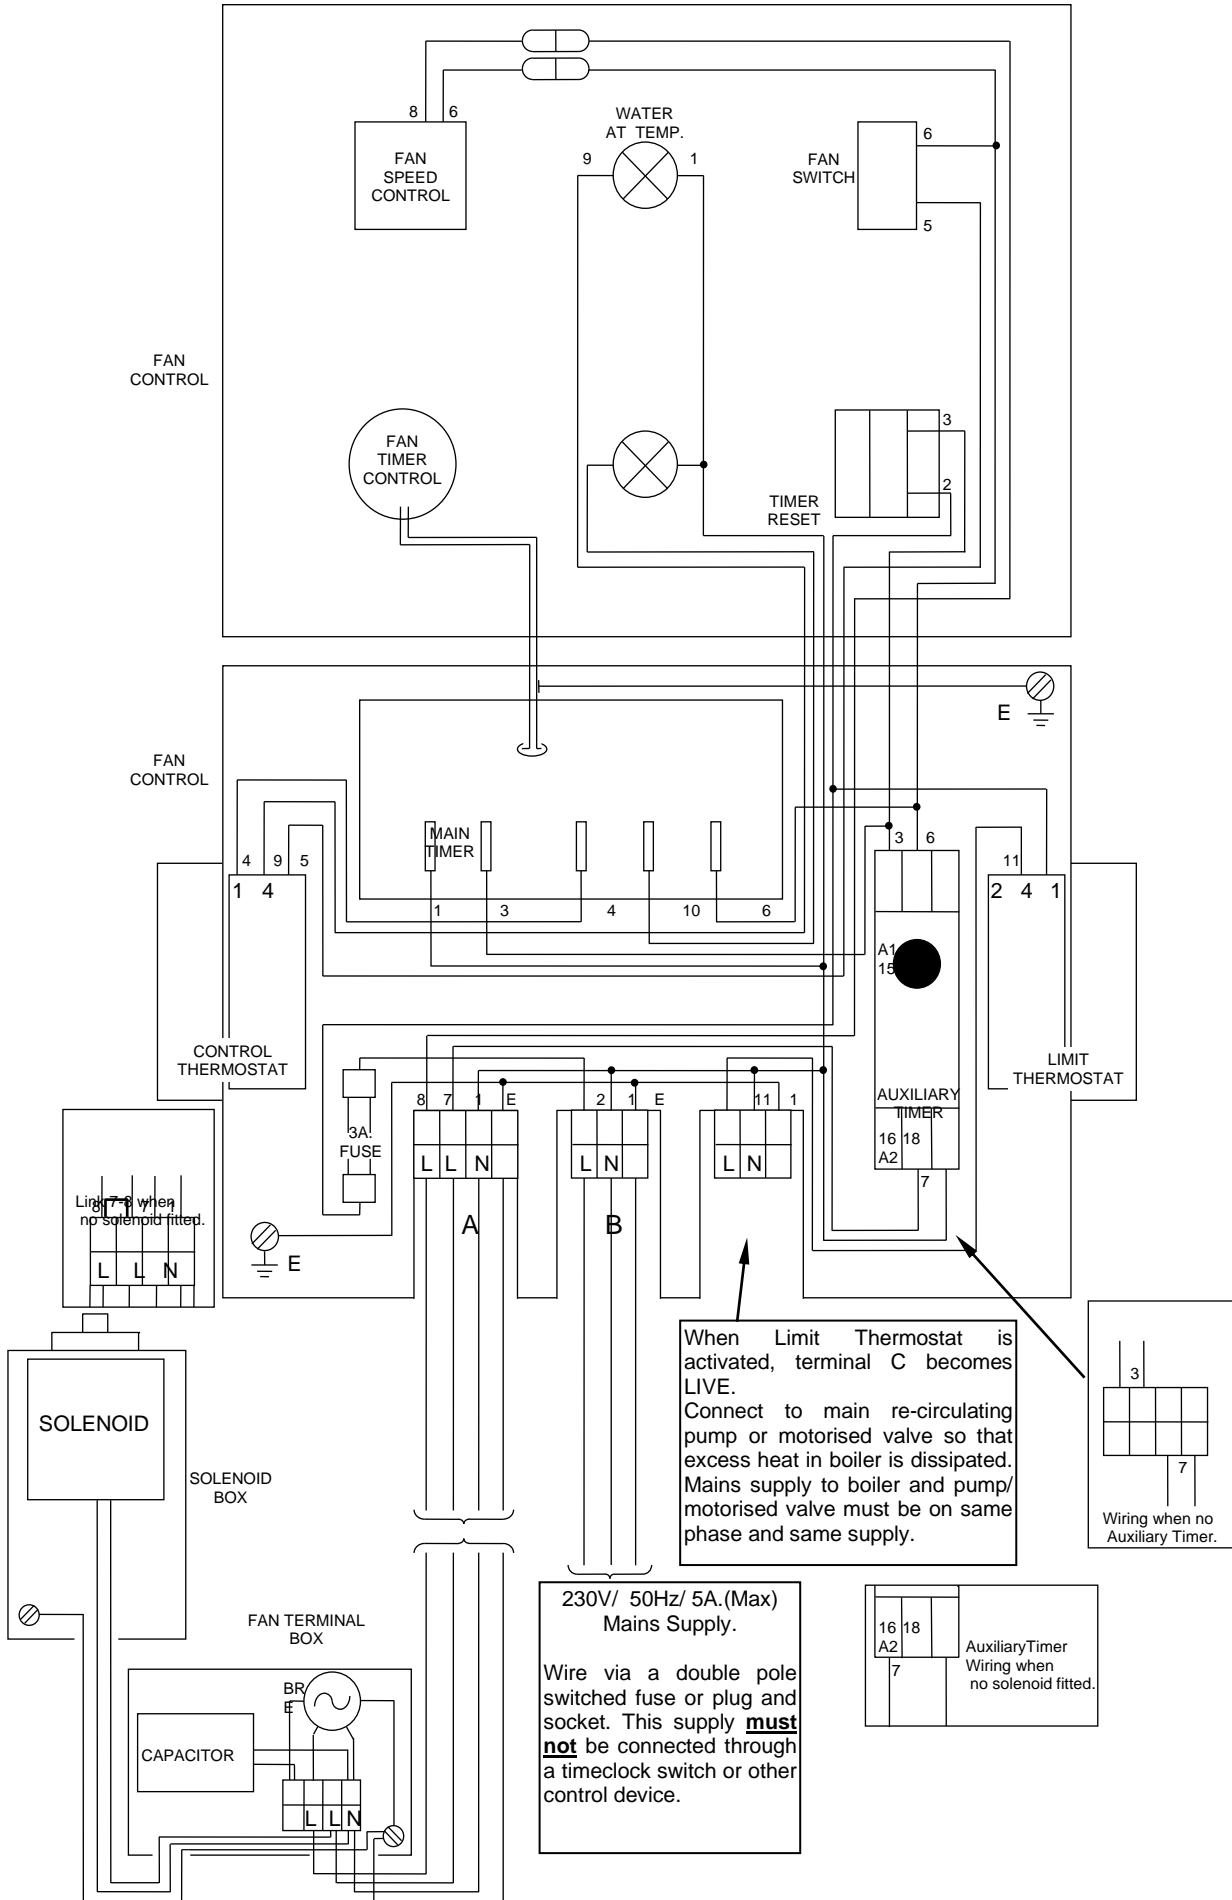 8 6
FAN
SPEED
CONTROL
WATER
AT TEMP.
9 1
FAN
SWITCH
6
5
FAN
CONTROL
FAN
TIMER
CONTROL
TIMER
RESET
3
2
E
FAN
CONTROL
MAIN
TIMER
4 9 5
1 4
1 3 4 10 6
3 6
11
2 4 1
A1
15
CONTROL
THERMOSTAT
LIMIT
THERMOSTAT
AUXILIARY
TIMER
16 18
A2
7
3A.
FUSE
8 7 1 E
L L N
2 1 E
L N
11 1
L N
A
B
E
Link 7-8 when
no solenoid fitted.
8 7 1
L L N
SOLENOID
SOLENOID
BOX
When Limit Thermostat is
activated, terminal C becomes
LIVE.
Connect to main re-circulating
pump or motorised valve so that
excess heat in boiler is dissipated.
Mains supply to boiler and pump/
motorised valve must be on same
phase and same supply.
3
7
Wiring when no
Auxiliary Timer.
230V/ 50Hz/ 5A.(Max)
Mains Supply.
Wire via a double pole
switched fuse or plug and
socket. This supply must
not be connected through
a timeclock switch or other
control device.
16 18
A2
7
AuxiliaryTimer
Wiring when
no solenoid fitted.
FAN TERMINAL
BOX
BR
E
CAPACITOR
L L N